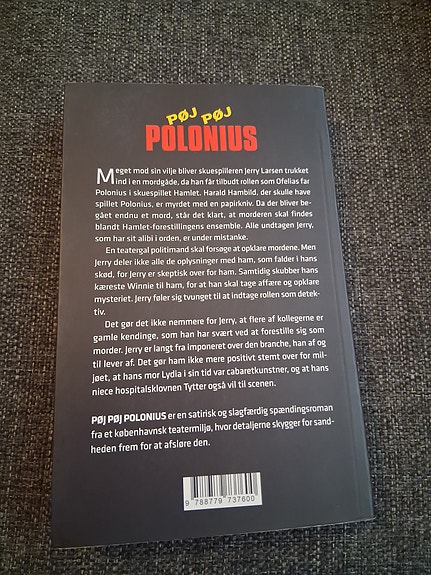 PØJ PØJ
POLONIUS
Meget mod sin vilje bliver skuespilleren Jerry Larsen trukket
ind i en mordgåde, da han får tilbudt rollen som Ofelias far
Polonius i skuespillet Hamlet. Harald Hambild, der skulle have
spillet Polonius, er myrdet med en papirkniv. Da der bliver be-
gået endnu et mord, står det klart, at morderen skal findes
blandt Hamlet-forestillingens ensemble. Alle undtagen Jerry,
som har sit alibi i orden, er under mistanke.
En teatergal politimand skal forsøge at opklare mordene. Men
Jerry deler ikke alle de oplysninger med ham, som falder i hans
skød, for Jerry er skeptisk over for ham. Samtidig skubber hans
kæreste Winnie til ham, for at han skal tage affære og opklare
mysteriet. Jerry føler sig tvunget til at indtage rollen som detek-
tiv.
Det gør det ikke nemmere for Jerry, at flere af kollegerne er
gamle kendinge, som han har svært ved at forestille sig som
morder. Jerry er langt fra imponeret over den branche, han af og
til lever af. Det gør ham ikke mere positivt stemt over for mil-
jøet, at hans mor Lydia i sin tid var cabaretkunstner, og at hans
niece hospitalsklovnen Tytter også vil til scenen.
PØJ PØJ POLONIUS er en satirisk og slagfærdig spændingsroman
fra et københavnsk teatermiljø, hvor detaljerne skygger for sand-
heden frem for at afsløre den.
9 788779 737600